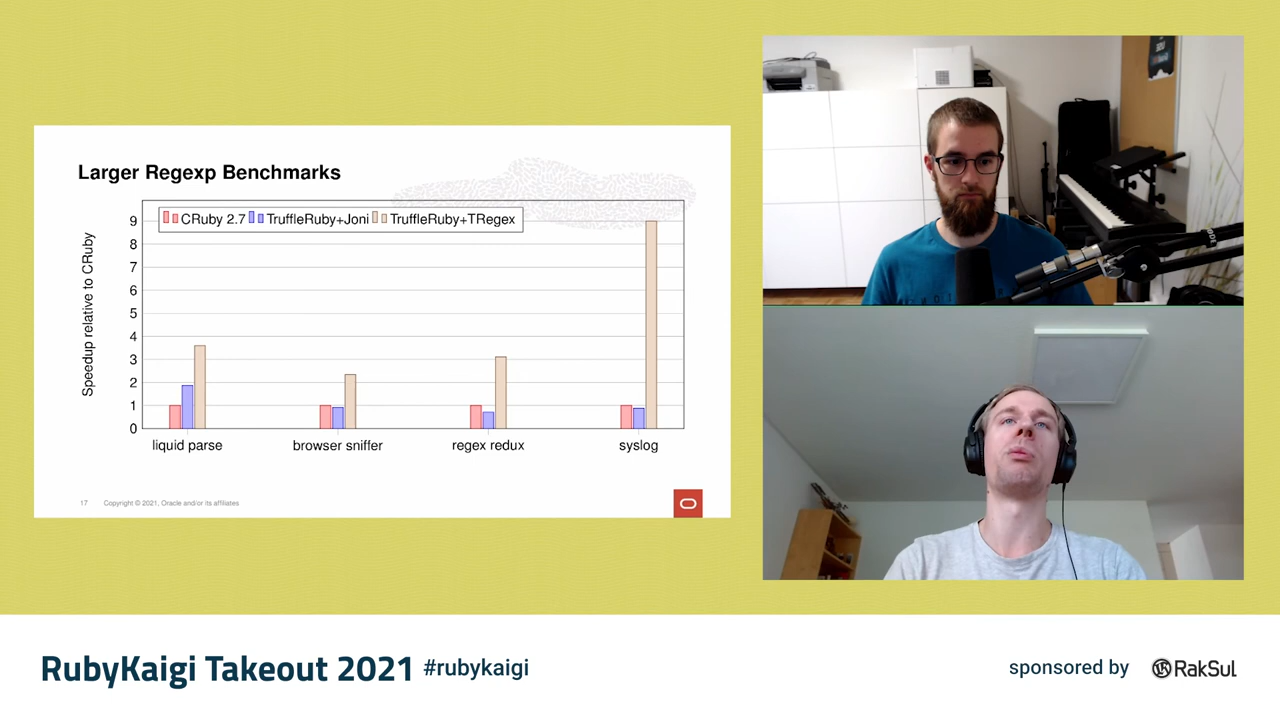 Larger Regexp Benchmarks
CRuby 2.7 TruffleRuby+Joni TruffleRuby+TRegex
Speedup relative to CRuby
9
8
7
6
5
4
3
2
1
0
liquid parse browser sniffer regex redux syslog
17 Copyright © 2021, Oracle and/or its affiliates
RubyKaigi Takeout 2021 #rubykaigi
sponsored by RakSul